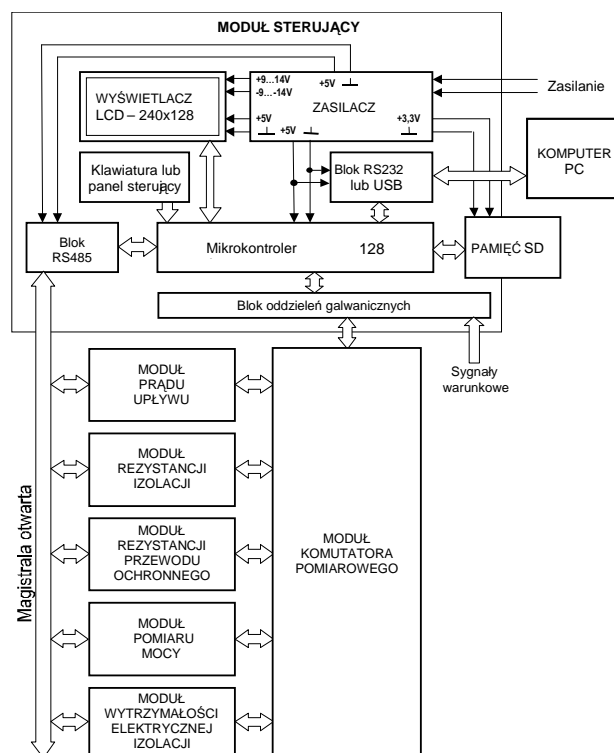 MODUŁ STERUJĄCY
+9...14V
-9...-14V
+5V
WYŚWIETLACZ
LCD – 240x128
ZASILACZ
Zasilanie
+5V
+5V
+3,3V
KOMPUTER
PC
Klawiatura lub
panel sterujący
Blok RS232
lub USB
Blok
RS485
Mikrokontroler 128
PAMIĘĆ SD
Blok oddzieleń galwanicznych
Sygnały
warunkowe
MODUŁ
PRĄDU
UPŁYWU
MODUŁ
REZYSTANCJI
IZOLACJI
Magistrala otwarta
MODUŁ
REZYSTANCJI
PRZEWODU
OCHRONNEGO
MODUŁ
KOMUTATORA
POMIAROWEGO
MODUŁ
POMIARU
MOCY
MODUŁ
WYTRZYMAŁOŚCI
ELEKTRYCZNEJ
IZOLACJI